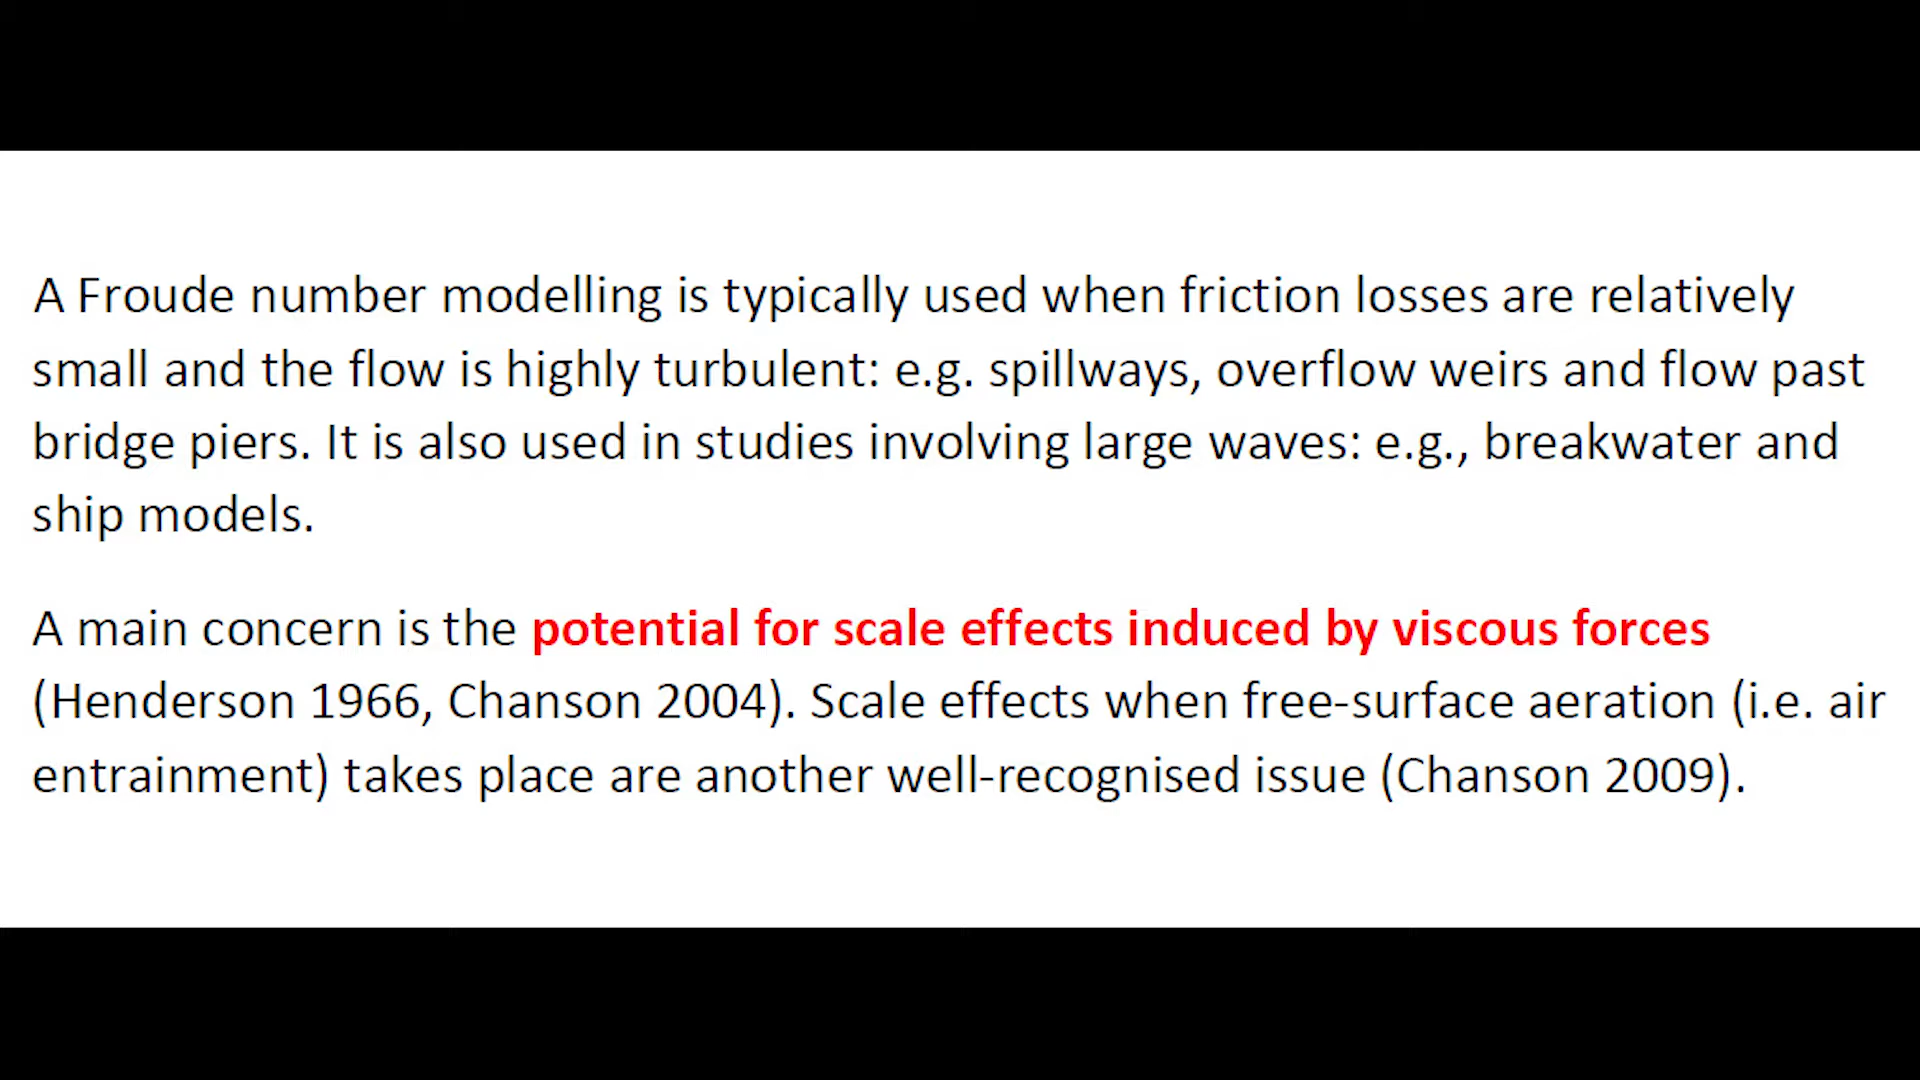 A Froude number modelling is typically used when friction losses are relatively
small and the flow is highly turbulent: e.g. spillways, overflow weirs and flow past
bridge piers. It is also used in studies involving large waves: e.g., breakwater and
ship models.
A main concern is the potential for scale effects induced by viscous forces
(Henderson 1966, Chanson 2004). Scale effects when free-surface aeration (i.e. air
entrainment) takes place are another well-recognised issue (Chanson 2009).